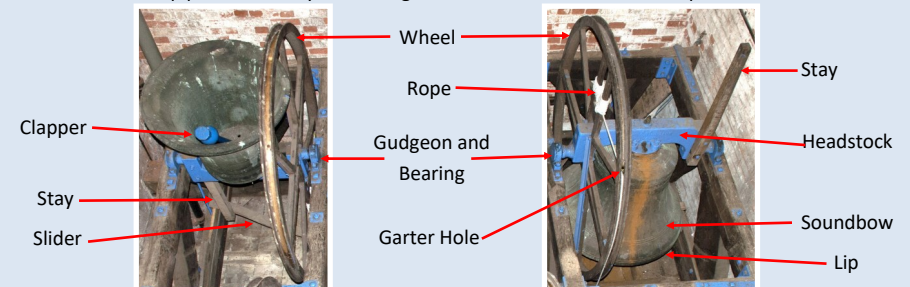 Wheel
Stay
Rope
Clapper
Headstock
Gudgeon and
Bearing
Stay
Soundbow
Slider
Garter Hole
Lip